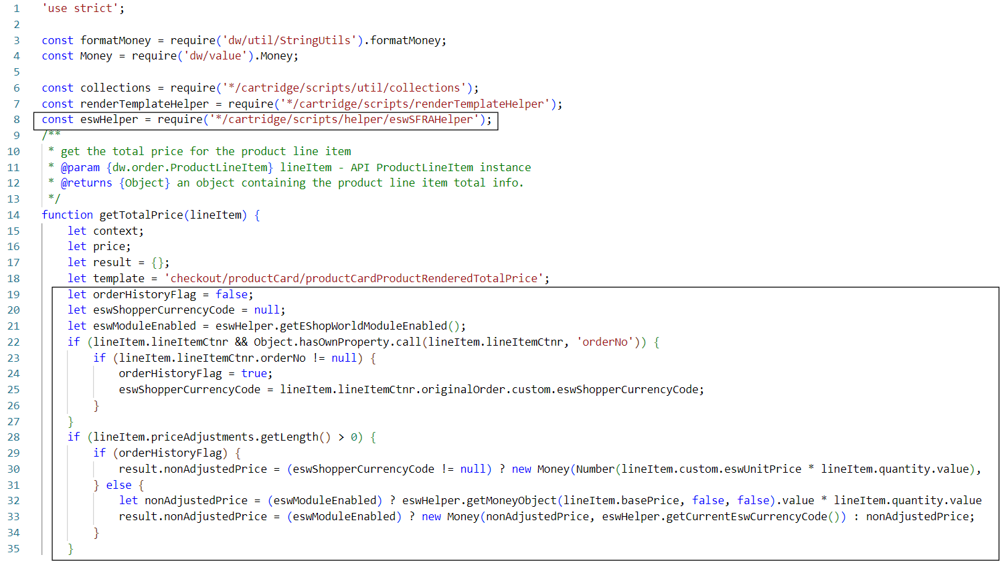 1 'use strict';
2
3 const formatMoney = require('dw/util/StringUtils').formatMoney;
4 const Money = require('dw/value').Money;
5
6 const collections = require('*/cartridge/scripts/util/collections');
7 const renderTemplateHelper = require('*/cartridge/scripts/renderTemplateHelper');
8 const eswHelper = require('*/cartridge/scripts/helper/eswSFRAHelper');
9 /**
10 * get the total price for the product line item
11 * @param {dw.order.ProductLineItem} lineItem - API ProductLineItem instance
12 * @returns {Object} an object containing the product line item total info.
13 */
14 function getTotalPrice(lineItem) {
15 let context;
16 let price;
17 let result = {};
18 let template = 'checkout/productCard/productCardProductRenderedTotalPrice';
19 let orderHistoryFlag = false;
20 let eswShopperCurrencyCode = null;
21 let eswModuleEnabled = eswHelper.getEShopWorldModuleEnabled();
22 if (lineItem.lineItemCtnr && Object.hasOwnProperty.call(lineItem.lineItemCtnr, 'orderNo')) {
23 if (lineItem.lineItemCtnr.orderNo != null) {
24 orderHistoryFlag = true;
25 eswShopperCurrencyCode = lineItem.lineItemCtnr.originalOrder.custom.eswShopperCurrencyCode;
26 }
27 }
28 if (lineItem.priceAdjustments.getLength() > 0) {
29 if (orderHistoryFlag) {
30 result.nonAdjustedPrice = (eswShopperCurrencyCode != null) ? new Money(Number(lineItem.custom.eswUnitPrice * lineItem.quantity.value),
31 } else {
32 let nonAdjustedPrice = (eswModuleEnabled) ? eswHelper.getMoneyObject(lineItem.basePrice, false, false).value * lineItem.quantity.value
33 result.nonAdjustedPrice = (eswModuleEnabled) ? new Money(nonAdjustedPrice, eswHelper.getCurrentEswCurrencyCode()) : nonAdjustedPrice;
34 }
35 }